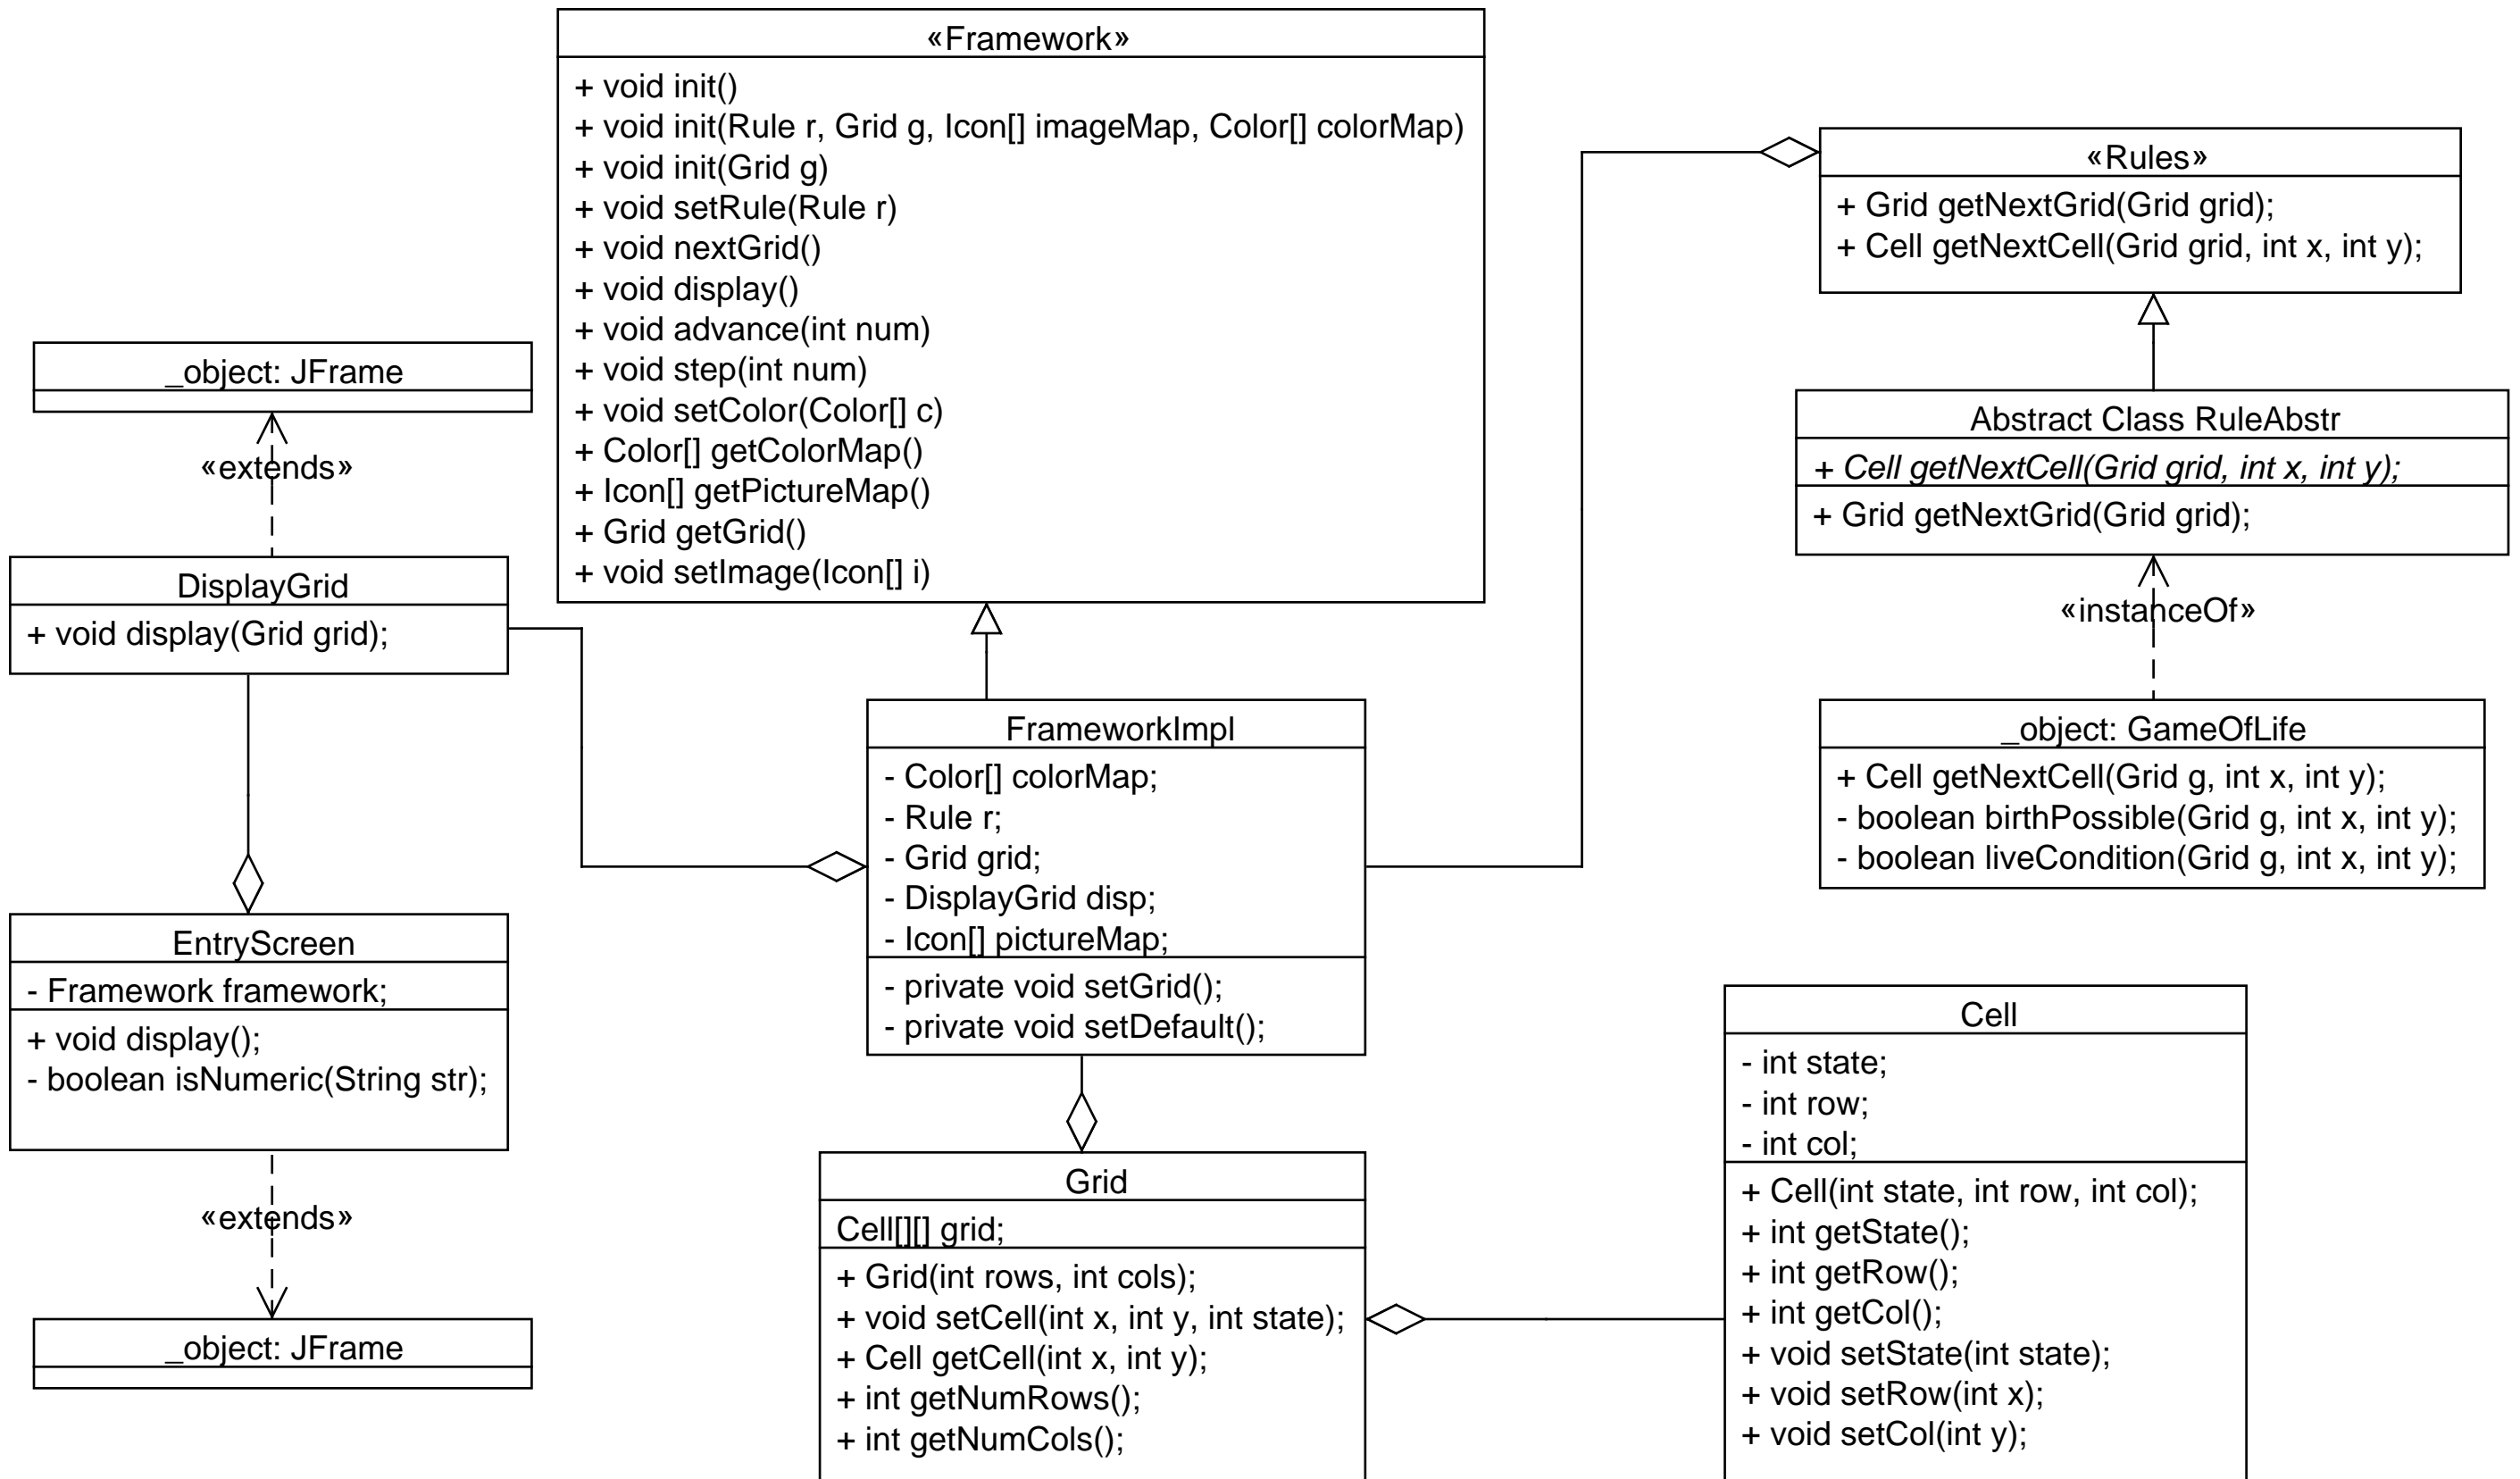 «Framework»
+ void init()
+ void init(Rule r, Grid g, Icon[] imageMap, Color[] colorMap)
+ void init(Grid g)
+ void setRule(Rule r)
+ void nextGrid()
+ void display()
+ void advance(int num)
+ void step(int num)
+ void setColor(Color[] c)
+ Color[] getColorMap()
+ Icon[] getPictureMap()
+ Grid getGrid()
+ void setImage(Icon[] i)
«Rules»
+ Grid getNextGrid(Grid grid);
+ Cell getNextCell(Grid grid, int x, int y);
_object: JFrame
«extends»
Abstract Class RuleAbstr
+ Cell getNextCell(Grid grid, int x, int y);
+ Grid getNextGrid(Grid grid);
«instanceOf»
DisplayGrid
+ void display(Grid grid);
FrameworkImpl
- Color[] colorMap;
- Rule r;
- Grid grid;
- DisplayGrid disp;
- Icon[] pictureMap;
- private void setGrid();
- private void setDefault();
_object: GameOfLife
+ Cell getNextCell(Grid g, int x, int y);
- boolean birthPossible(Grid g, int x, int y);
- boolean liveCondition(Grid g, int x, int y);
EntryScreen
- Framework framework;
+ void display();
- boolean isNumeric(String str);
«extends»
_object: JFrame
Grid
Cell[][] grid;
+ Grid(int rows, int cols);
+ void setCell(int x, int y, int state);
+ Cell getCell(int x, int y);
+ int getNumRows();
+ int getNumCols();
Cell
- int state;
- int row;
- int col;
+ Cell(int state, int row, int col);
+ int getState();
+ int getRow();
+ int getCol();
+ void setState(int state);
+ void setRow(int x);
+ void setCol(int y);